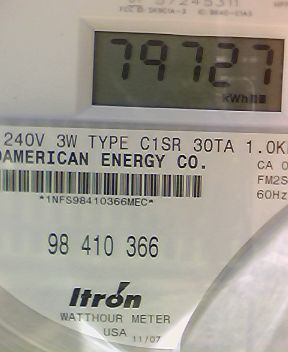 79727
kWh
240V 3W TYPE C1SR 30TA 1.0K
AMERICAN ENERGY CO.
CA
FM2S
60Hz
*1NFS98410366MEC*
98 410 366
Itrón
WATTHOUR METER
USA 11/07